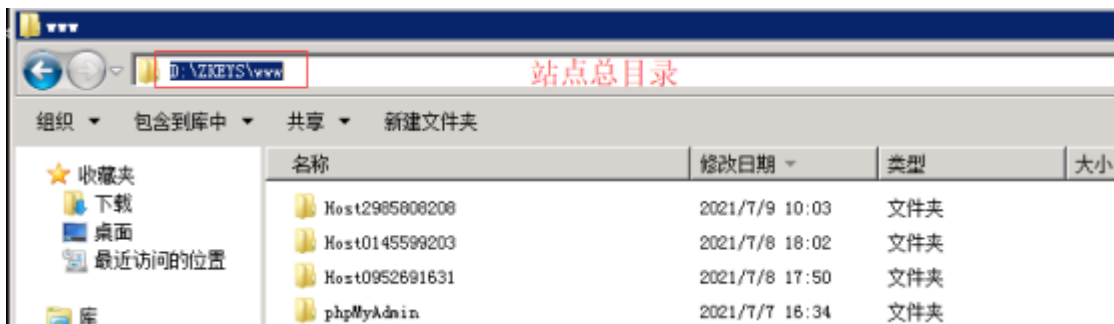 www
D:\ZKEYS\www 站点总目录
组织 包含到库中 共享 新建文件夹
收藏夹 名称 修改日期 类型 大小
下载 Host2985808208 2021/7/9 10:03 文件夹
桌面 Host0145599203 2021/7/8 18:02 文件夹
最近访问的位置 Host0952691631 2021/7/8 17:50 文件夹
库 phpMyAdmin 2021/7/7 16:34 文件夹